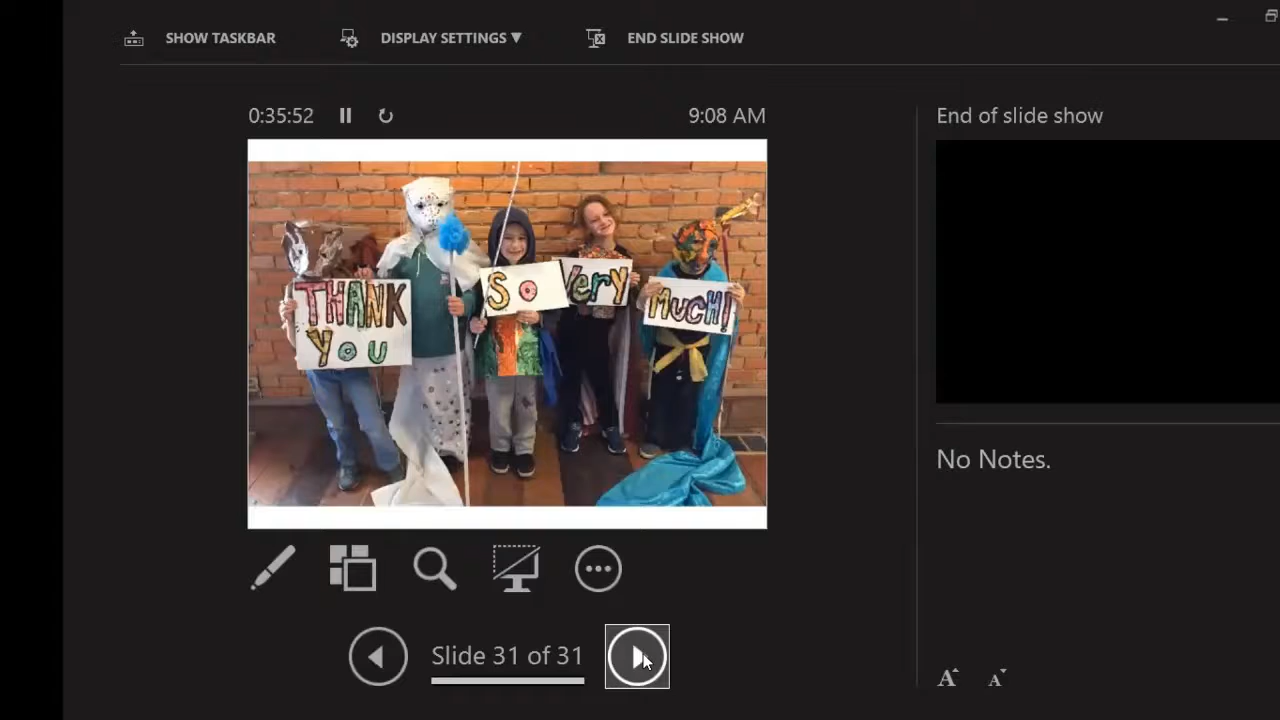 SHOW TASKBAR
DISPLAY SETTINGS ▼
END SLIDE SHOW
0:35:52
9:08 AM
End of slide show
THANK
YOU
So
Very
MUCH!
No Notes.
Slide 31 of 31
A
A